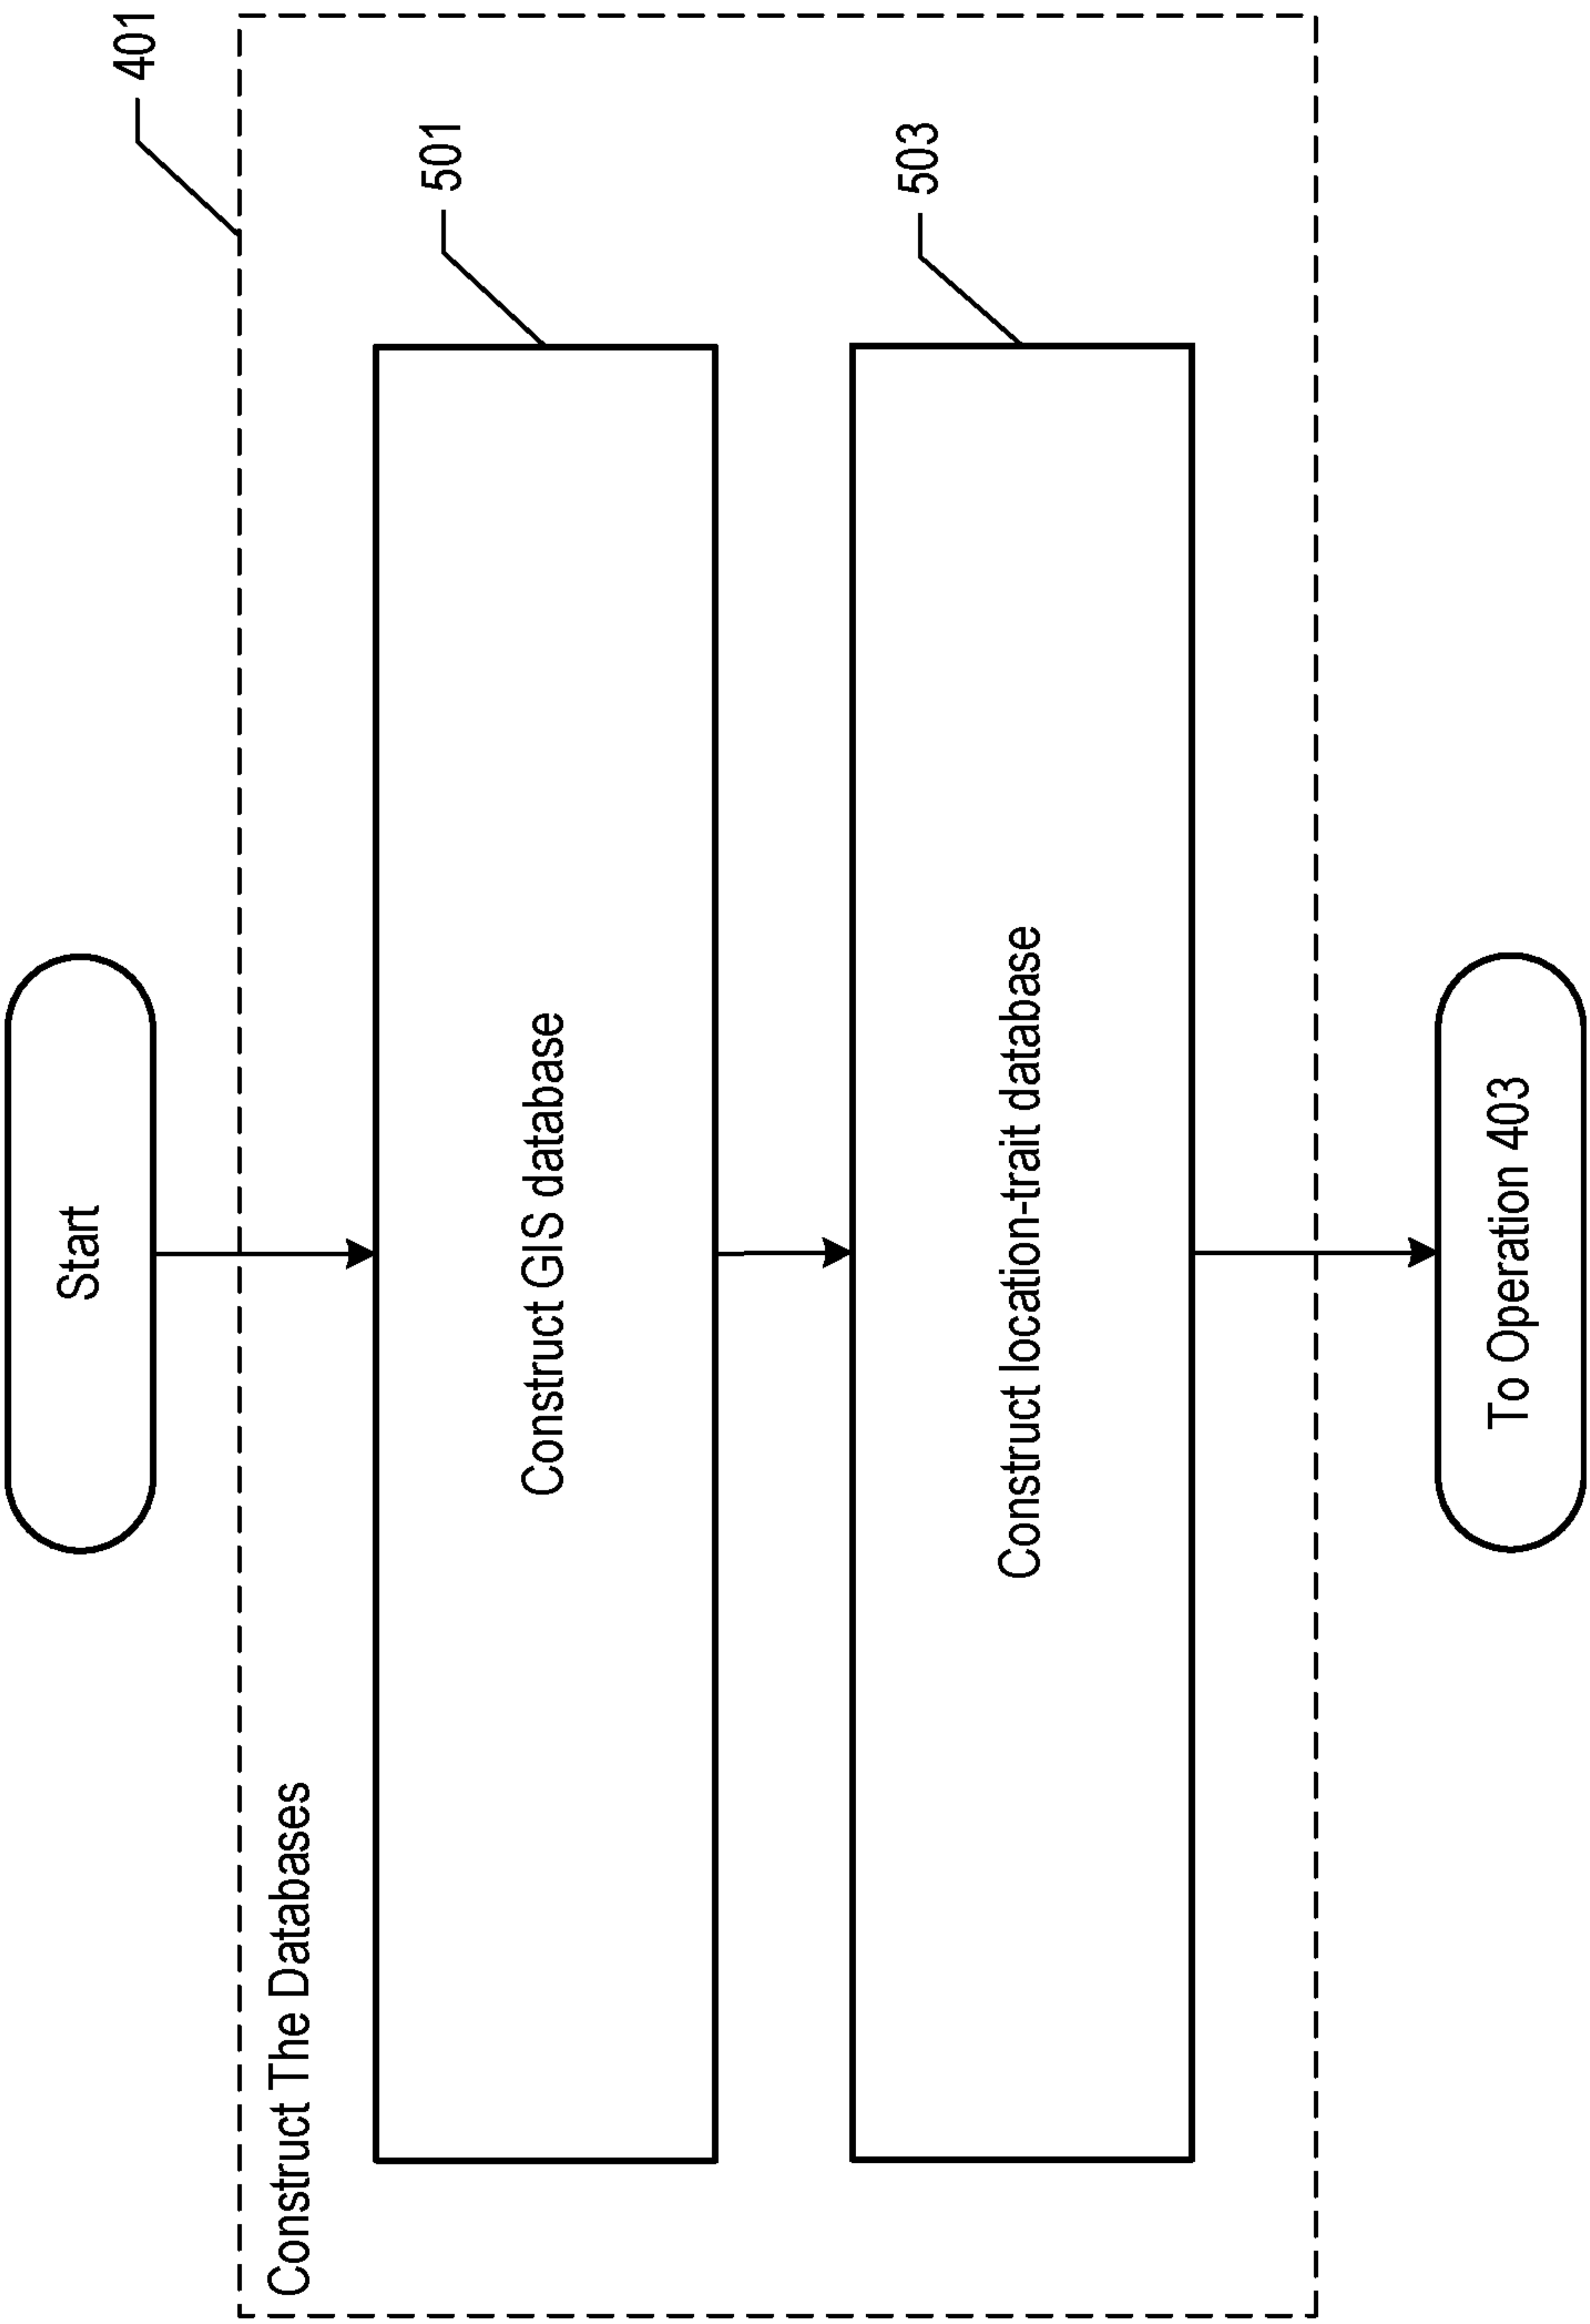 Start
401
Construct The Databases
501
Construct GIS database
503
Construct location-trait database
To Operation 403